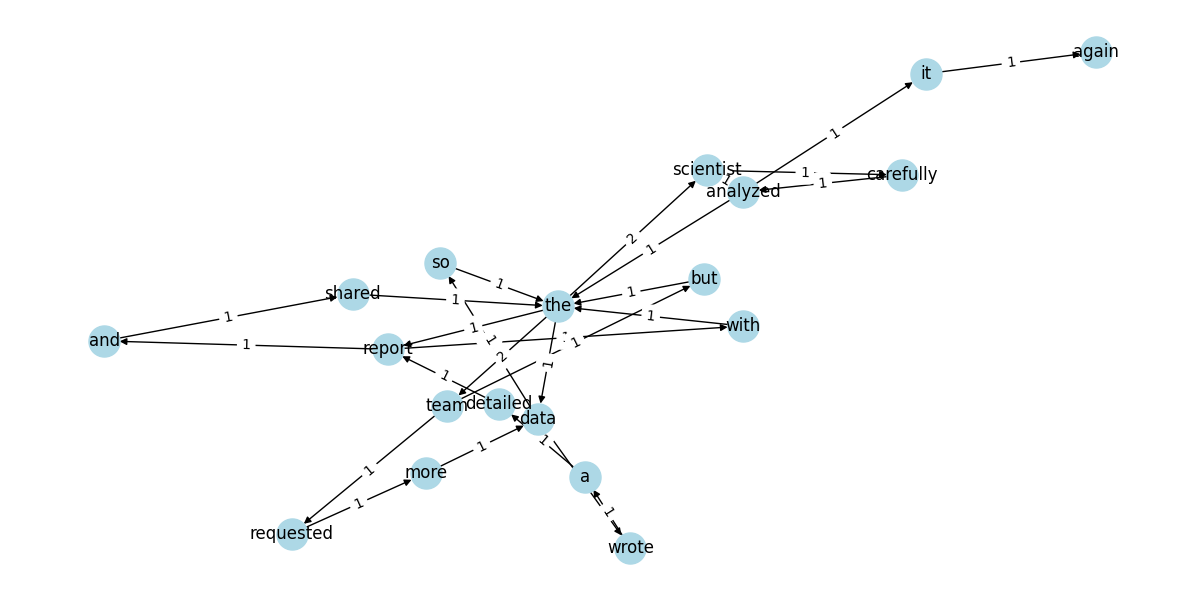 again
it
1
1
scientist
1
carefully
1
analyzed
1
2
1
so
but
1
1
shared
1
the
1
with
1
and
1
1
report
1
1
2
1
1
team
detailed
data
1
1
more
a
1
1
1
requested
wrote